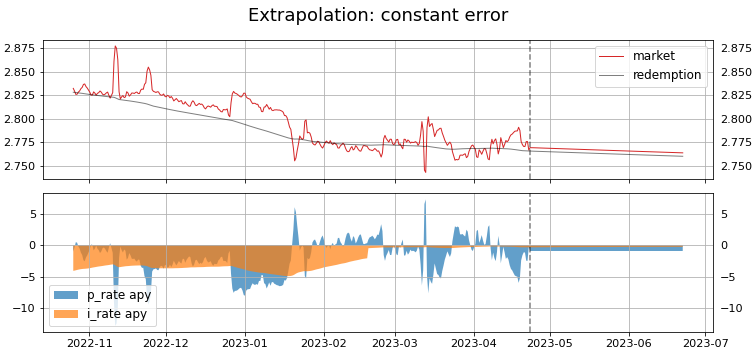 Extrapolation: constant error
2.875 2.875
2.850 2.850
2.825 2.825
2.800 2.800
2.775 2.775
2.750 2.750
market
redemption
5 5
0 0
−5 −5
−10 −10
p_rate apy
i_rate apy
2022-11 2022-12 2023-01 2023-02 2023-03 2023-04 2023-05 2023-06 2023-07